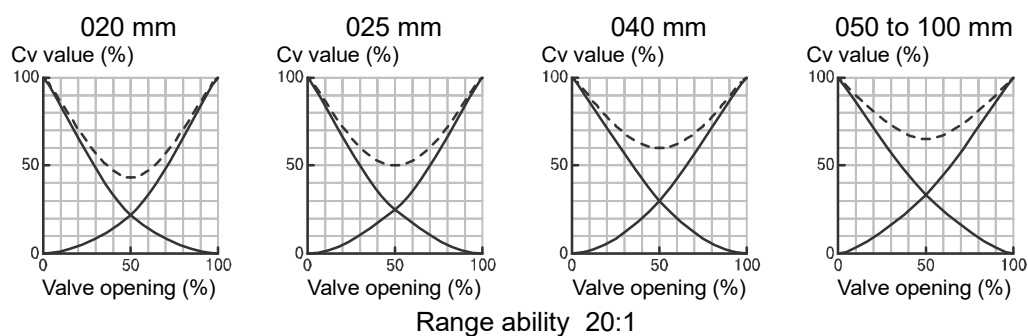 020 mm
Cv value (%)
100
50
0
0 50 100
Valve opening (%)
025 mm
Cv value (%)
100
50
0
0 50 100
Valve opening (%)
040 mm
Cv value (%)
100
50
0
0 50 100
Valve opening (%)
050 to 100 mm
Cv value (%)
100
50
0
0 50 100
Valve opening (%)
Range ability 20:1